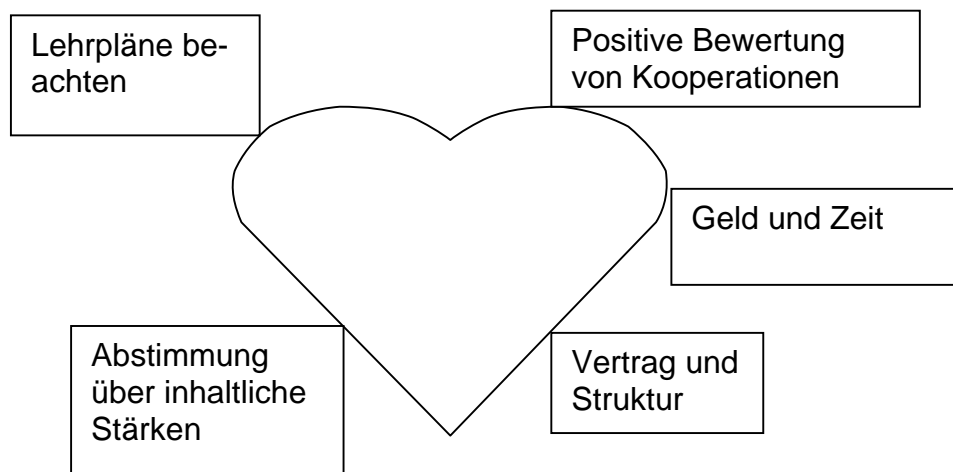 Lehrpläne be-
achten
Positive Bewertung
von Kooperationen
Geld und Zeit
Abstimmung
über inhaltliche
Stärken
Vertrag und
Struktur